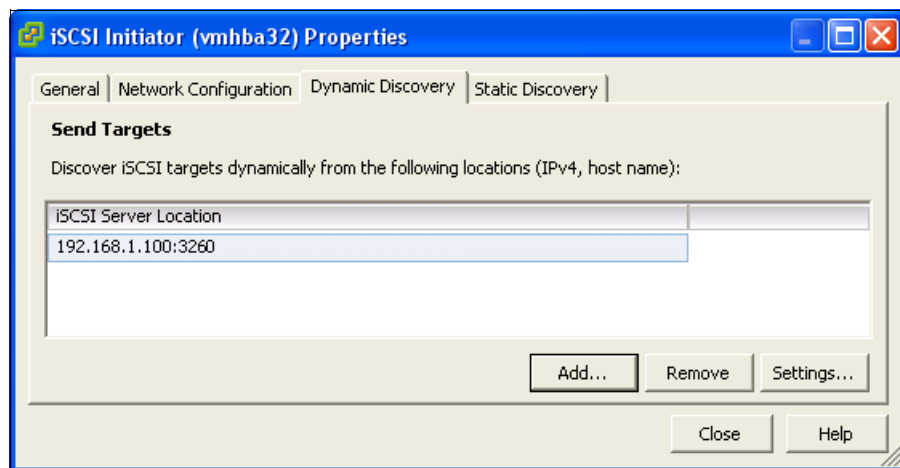 iSCSI Initiator (vmhba32) Properties
General Network Configuration Dynamic Discovery Static Discovery
Send Targets
Discover iSCSI targets dynamically from the following locations (IPv4, host name):
iSCSI Server Location
192.168.1.100:3260
Add... Remove Settings...
Close Help